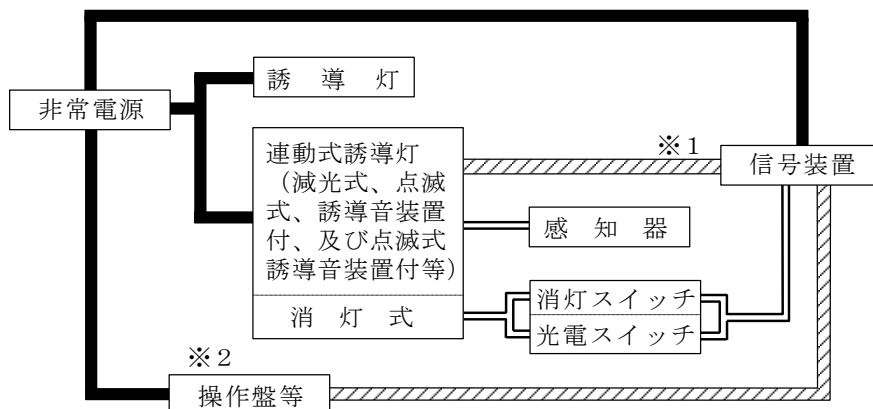 誘導灯
非常電源
※1
信号装置
連動式誘導灯
(減光式、点滅
式、誘導音装置
付、及び点滅式
誘導音装置付等)
感知器
消灯式
消灯スイッチ
光電スイッチ
※2
操作盤等